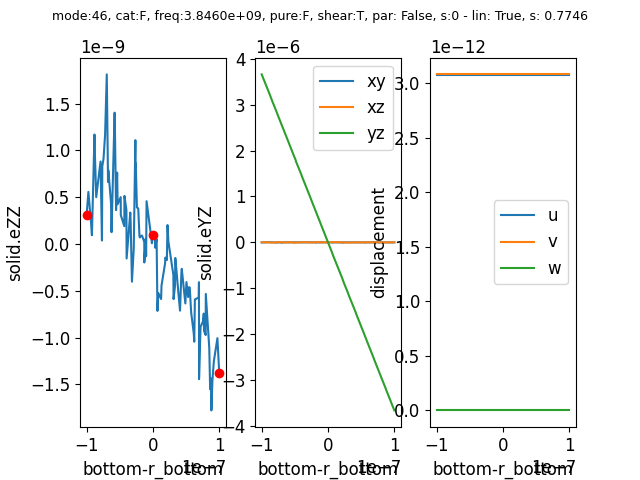 mode:46, cat:F, freq:3.8460e+09, pure:F, shear:T, par: False, s:0 - lin: True, s: 0.7746
1e−9
1.5
1.0
0.5
0.0
−0.5
−1.0
−1.5
solid.eZZ
−1
0
1
1e−7
bottom-r_bottom
1e−6
4
3
2
1
0
−1
−2
−3
−4
solid.eYZ
xy
xz
yz
−1
0
1
1e−7
bottom-r_bottom
1e−12
3.0
2.5
2.0
1.5
1.0
0.5
0.0
displacement
u
v
w
−1
0
1
1e−7
bottom-r_bottom